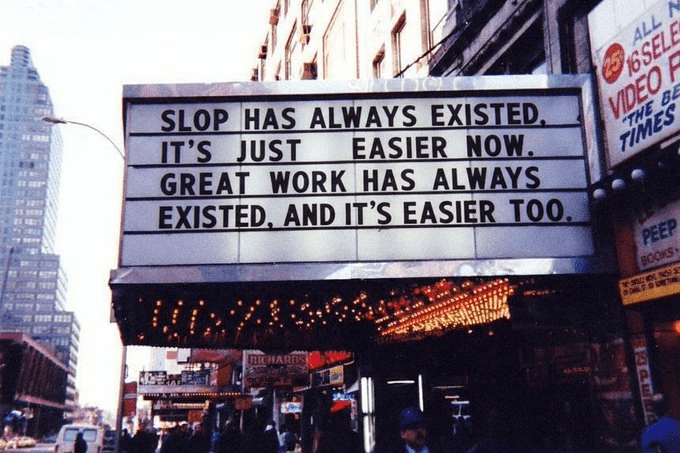 SLOP HAS ALWAYS EXISTED.
IT'S JUST EASIER NOW.
GREAT WORK HAS ALWAYS
EXISTED, AND IT'S EASIER TOO.
ALL
25¢ 16 SELE
VIDEO P
"THE BE
TIMES
PEEP
BOOKS
RICHARDS